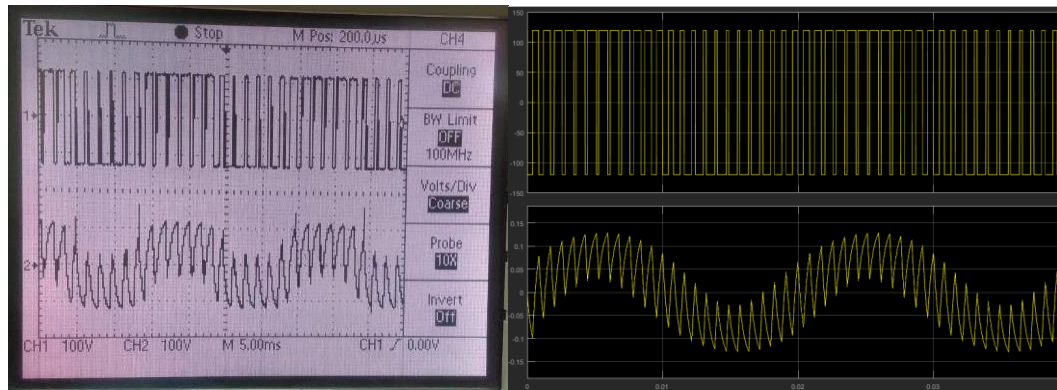 Tek
Stop
M Pos: 200.0µs
CH4
Coupling
DC
BW Limit
OFF
100MHz
Volts/Div
Coarse
Probe
10X
Invert
Off
1
2
CH1 100V
CH2 100V
M 5.00ms
CH1 / 0.00V
150
100
50
0
-50
-100
-150
0.15
0.1
0.05
0
-0.05
-0.1
-0.15
0
0.01
0.02
0.03